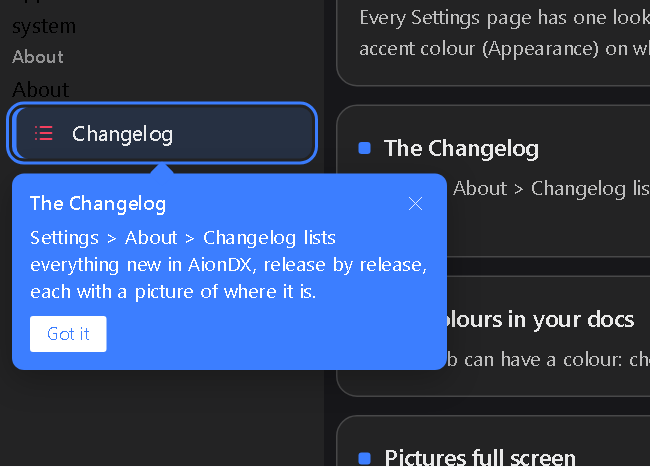 system
About
About
Changelog
The Changelog
Settings > About > Changelog lists
everything new in AionDX, release by release,
each with a picture of where it is.
Got it
Every Settings page has one look
accent colour (Appearance) on
The Changelog
About > Changelog lis
olours in your docs
b can have a colour:
Pictures full screen